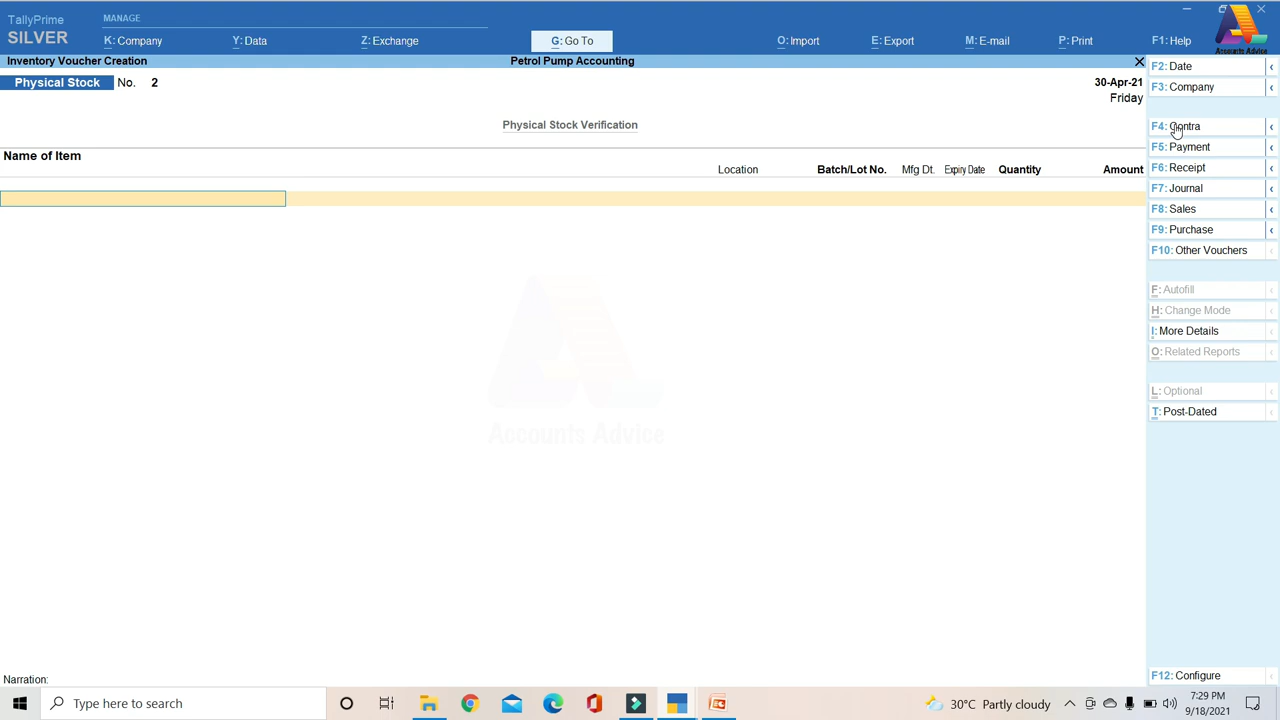 TallyPrime
SILVER
MANAGE
K: Company
Y: Data
Z: Exchange
G: Go To
O: Import
E: Export
M: E-mail
P: Print
F1: Help
Accounts Advice
Inventory Voucher Creation
Petrol Pump Accounting
Physical Stock No. 2
30-Apr-21
Friday
Physical Stock Verification
Name of Item
Location
Batch/Lot No.
Mfg Dt.
Expiry Date
Quantity
Amount
Accounts Advice
Narration:
F2: Date
F3: Company
F4: Contra
F5: Payment
F6: Receipt
F7: Journal
F8: Sales
F9: Purchase
F10: Other Vouchers
F: Autofill
H: Change Mode
I: More Details
O: Related Reports
L: Optional
T: Post-Dated
F12: Configure
Type here to search
30°C Partly cloudy
7:29 PM
9/18/2021